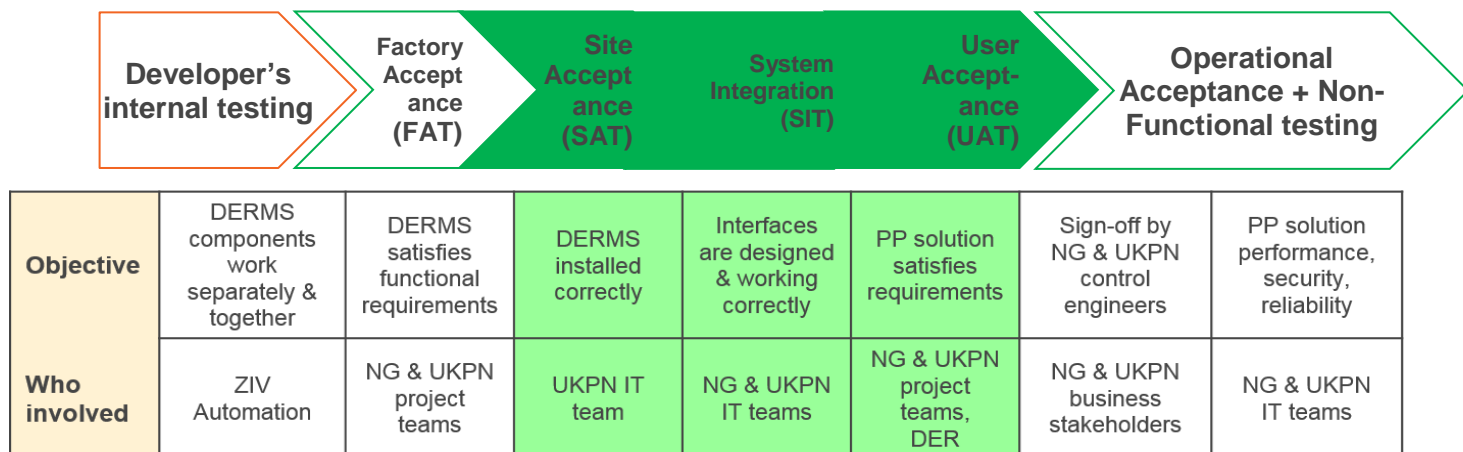 Developer's
internal testing
Factory
Accept
ance
(FAT)
Site
Accept
ance
(SAT)
System
Integration
(SIT)
User
Accept-
ance
(UAT)
Operational
Acceptance + Non-
Functional testing
Objective
DERMS
components
work
separately &
together
DERMS
satisfies
functional
requirements
DERMS
installed
correctly
Interfaces
are designed
& working
correctly
PP solution
satisfies
requirements
Sign-off by
NG & UKPN
control
engineers
PP solution
performance,
security,
reliability
Who
involved
ZIV
Automation
NG & UKPN
project
teams
UKPN IT
team
NG & UKPN
IT teams
NG & UKPN
project
teams,
DER
NG & UKPN
business
stakeholders
NG & UKPN
IT teams